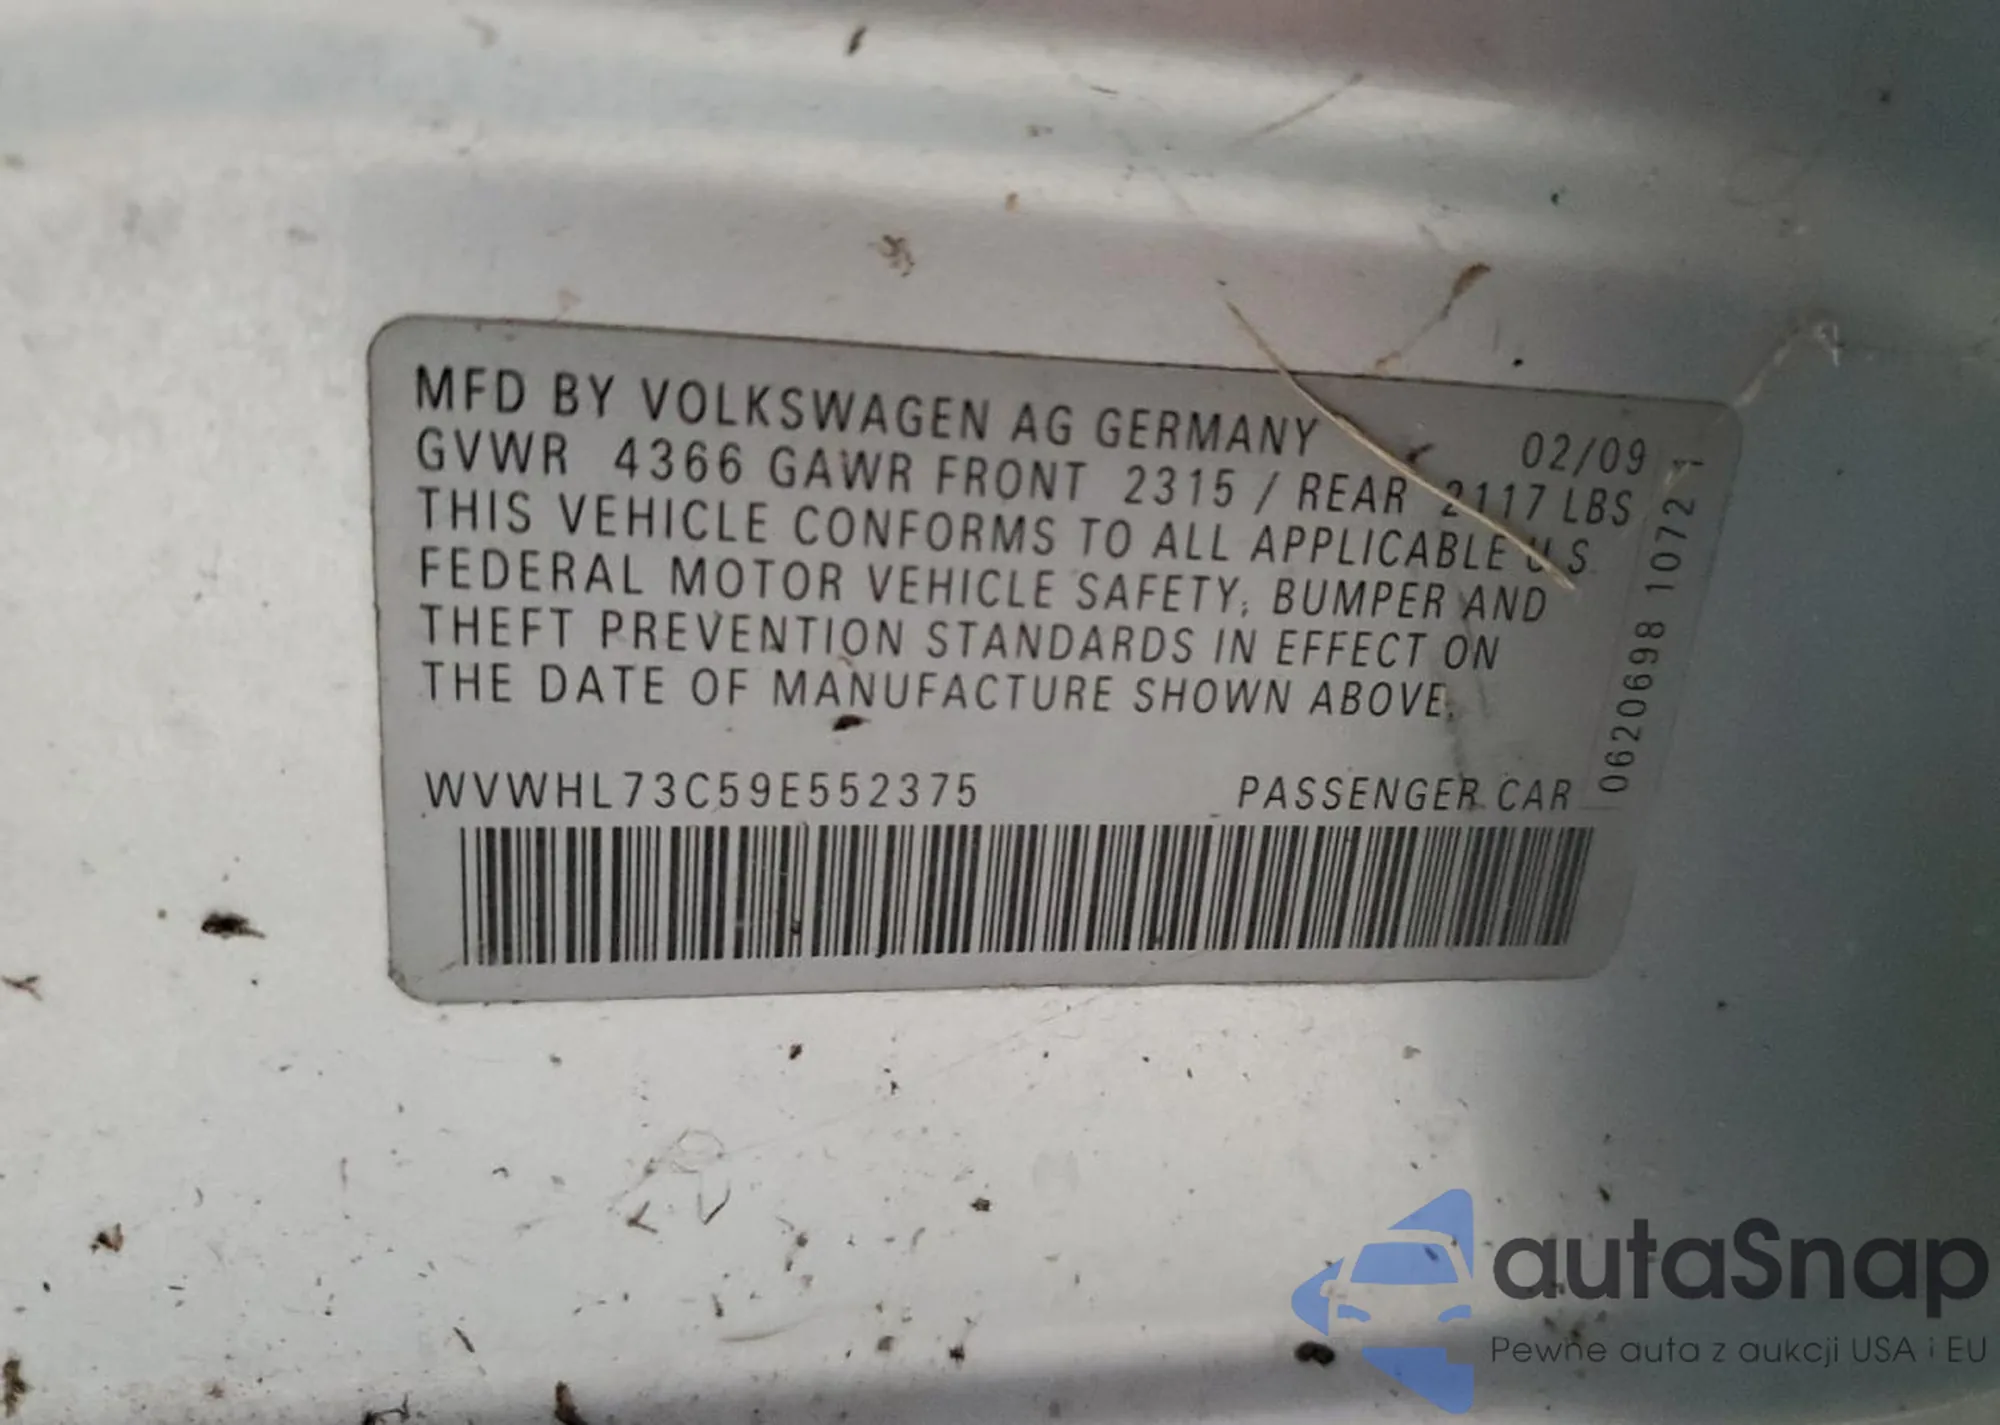 MFD BY VOLKSWAGEN AG GERMANY 02/09
GVWR 4366 GAWR FRONT 2315 / REAR 2117 LBS
THIS VEHICLE CONFORMS TO ALL APPLICABLE U.S.
FEDERAL MOTOR VEHICLE SAFETY, BUMPER AND
THEFT PREVENTION STANDARDS IN EFFECT ON
THE DATE OF MANUFACTURE SHOWN ABOVE.
WVWHL73C59E552375 PASSENGER CAR
0620698 10721
autaSnap
Pewne auta z aukcji USA i EU